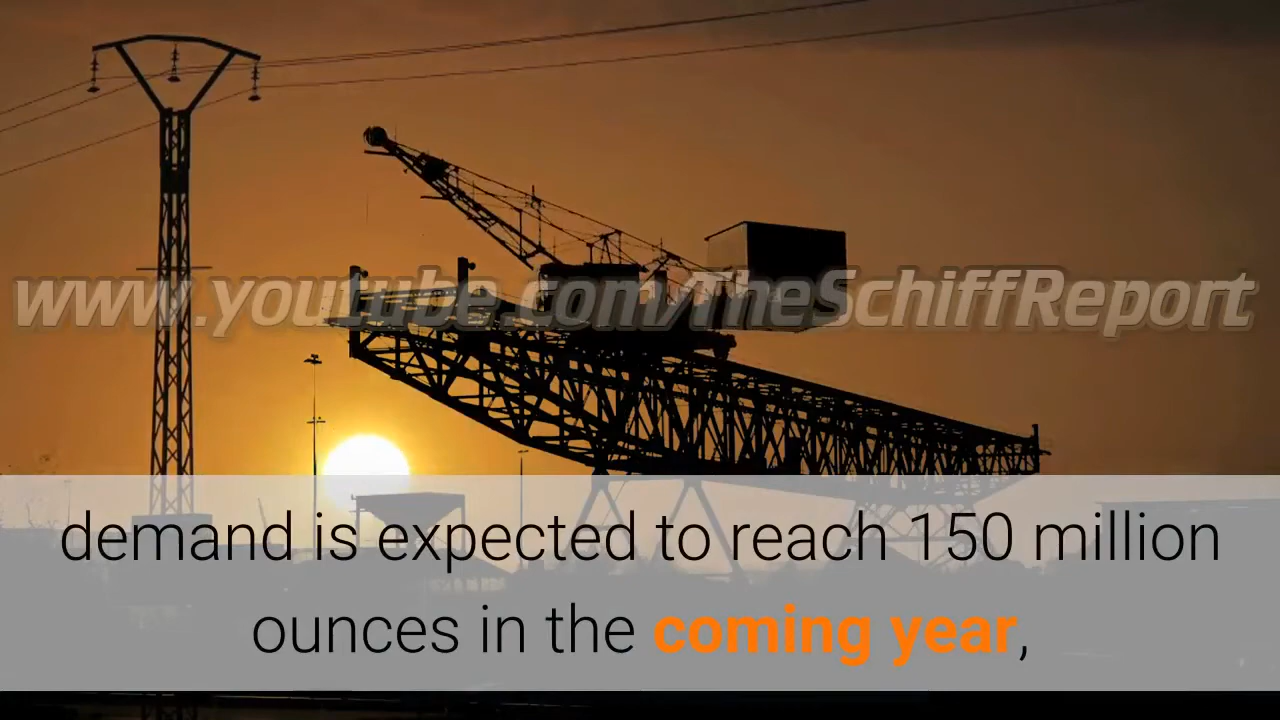 www.youtube.com/TheSchiffReport
demand is expected to reach 150 million
ounces in the coming year,